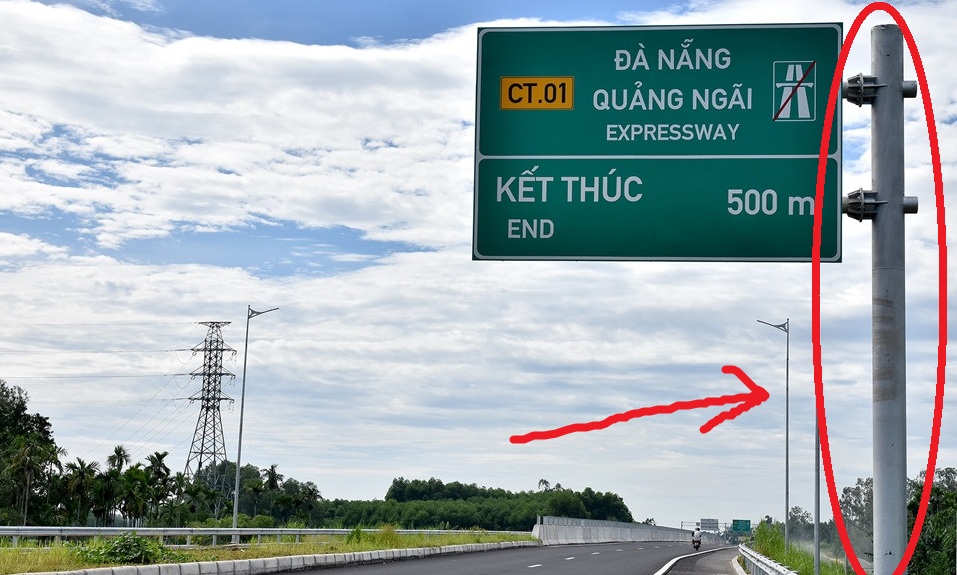 ĐÀ NẴNG
CT.01
QUẢNG NGÃI
EXPRESSWAY
KẾT THÚC
500 m
END